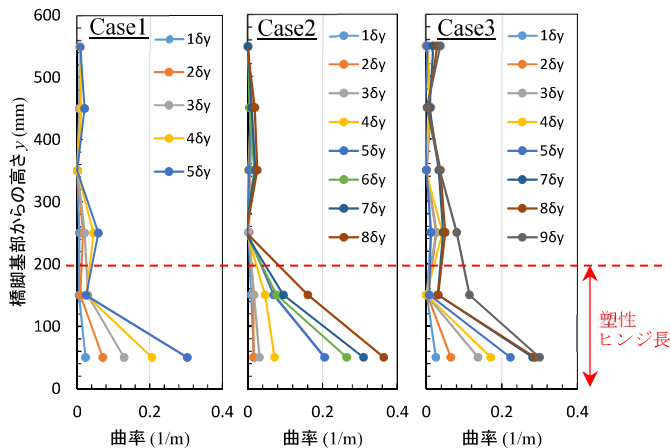 Case1
Case2
Case3
橋脚基部からの高さ y (mm)
600
500
400
300
200
100
0
1δy
2δy
3δy
4δy
5δy
1δy
2δy
3δy
4δy
5δy
6δy
7δy
8δy
1δy
2δy
3δy
4δy
5δy
7δy
8δy
9δy
塑性
ヒンジ長
0 0.2 0.4
0 0.2 0.4
0 0.2 0.4
曲率 (1/m)
曲率 (1/m)
曲率 (1/m)